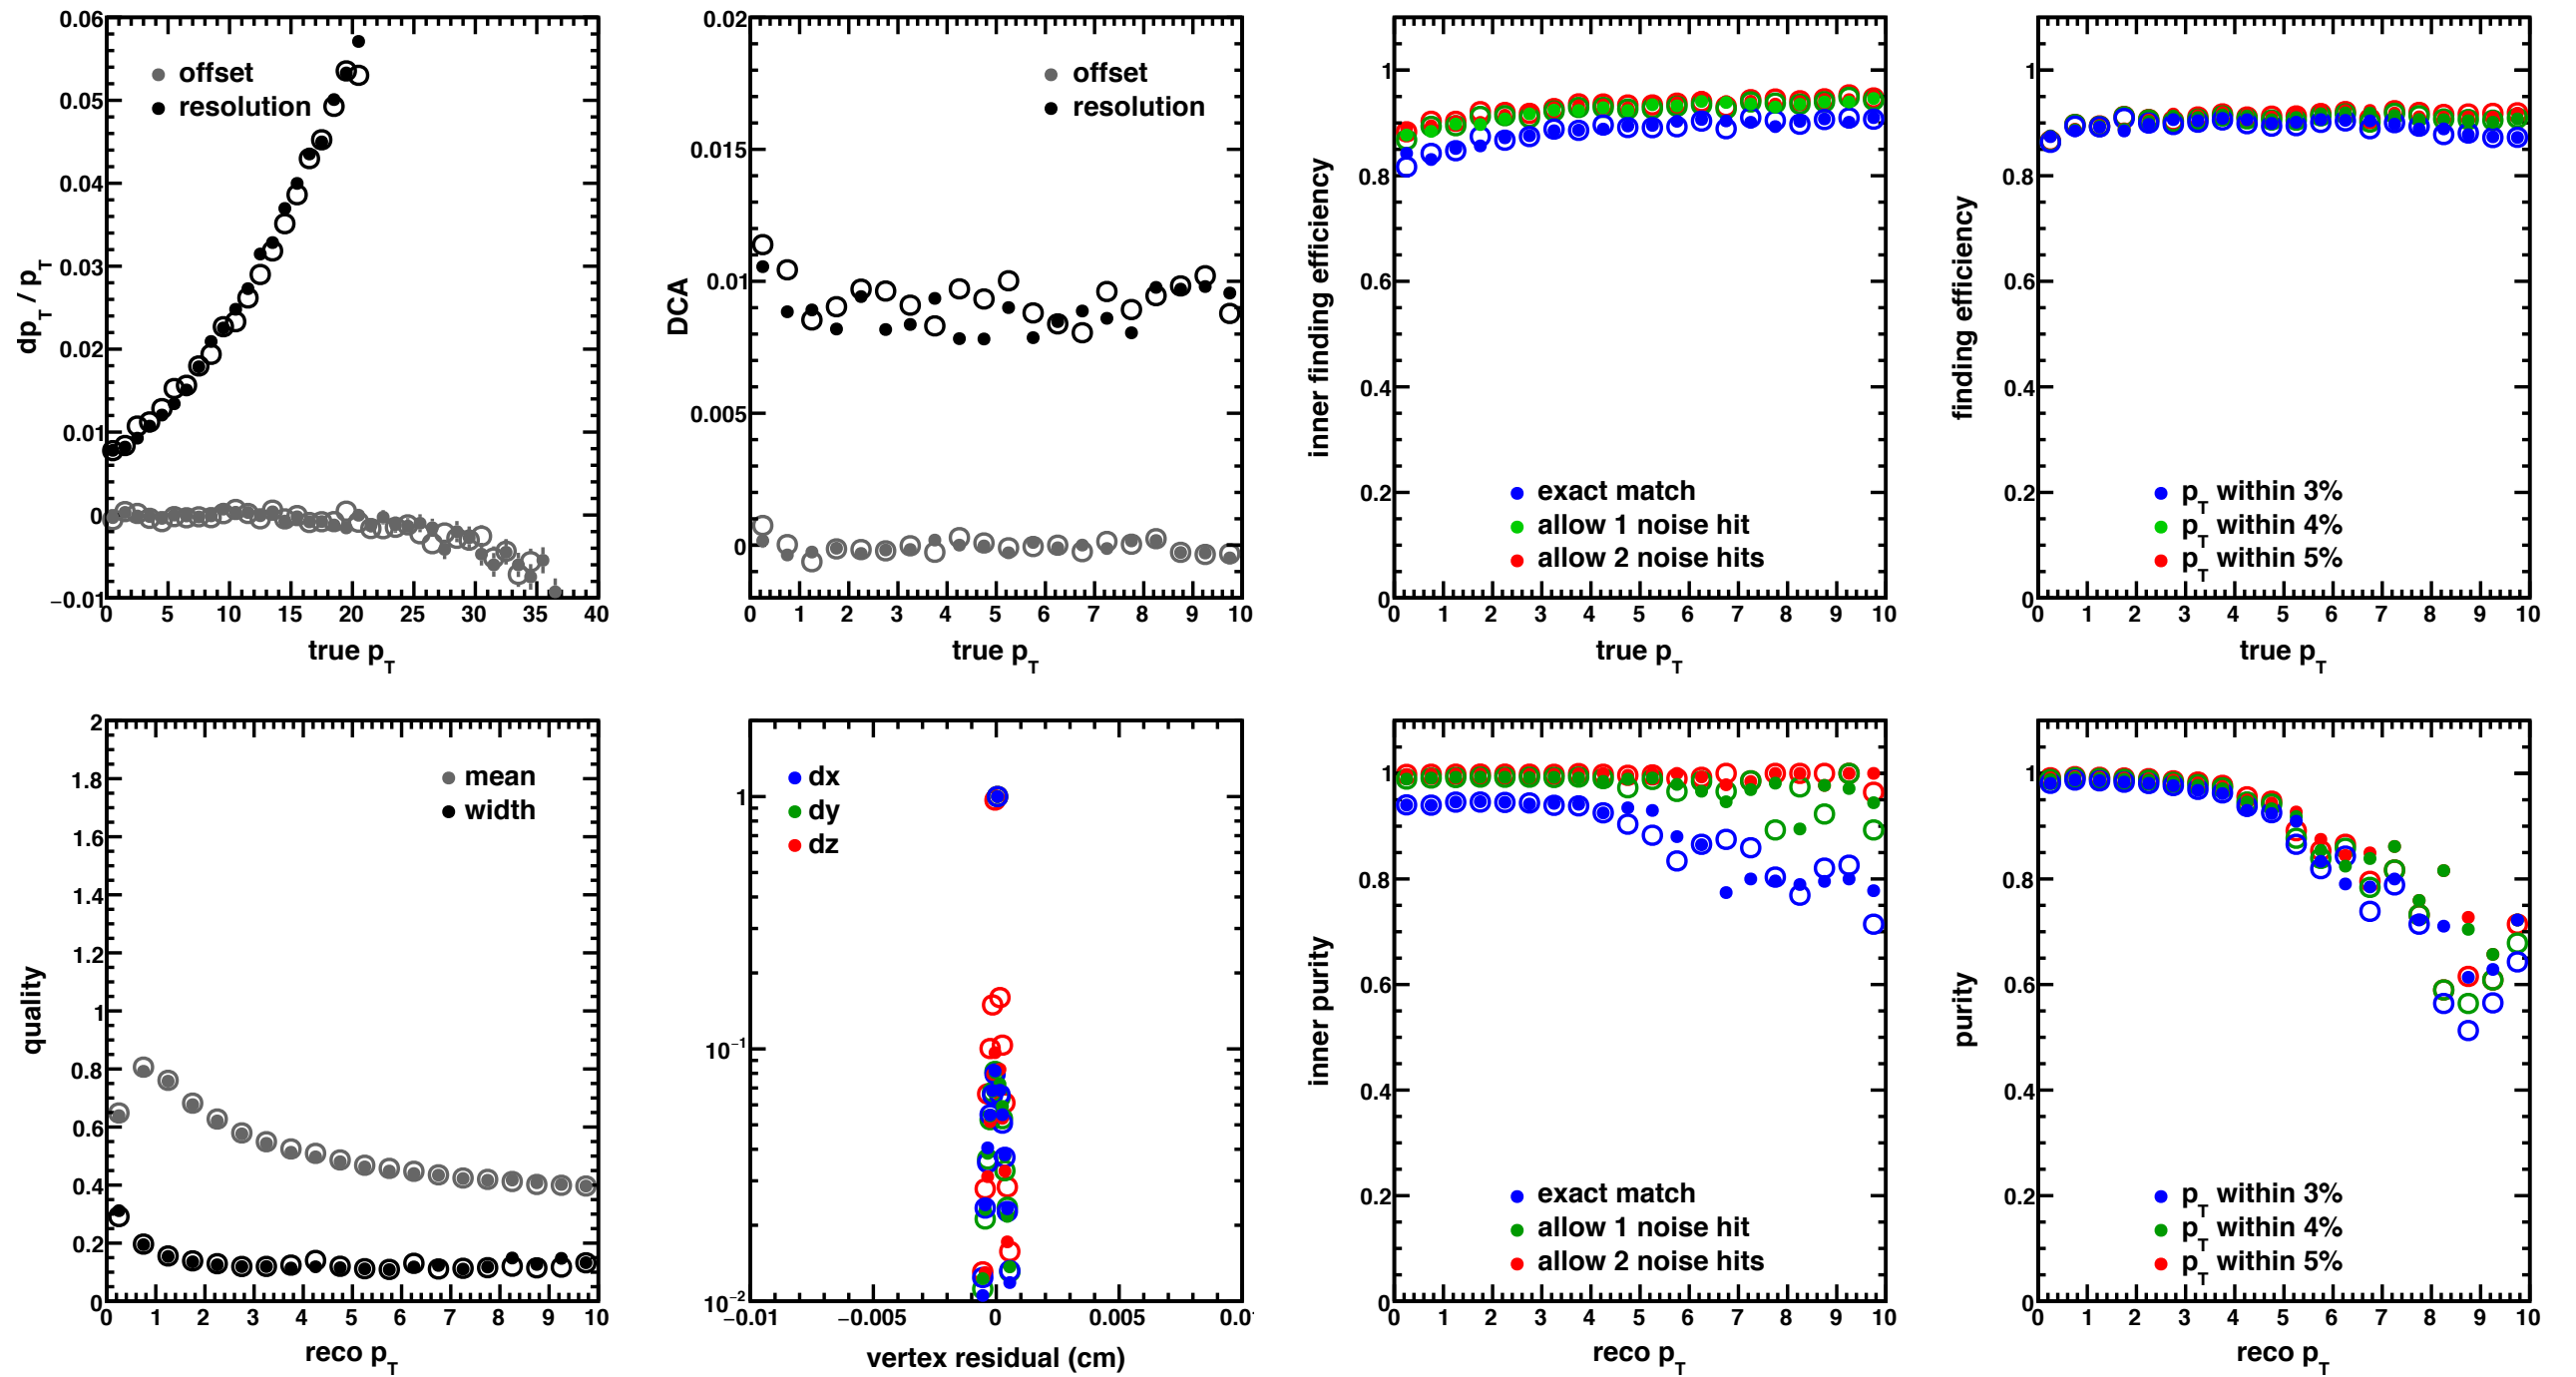 0.06
0.05
0.04
0.03
0.02
0.01
0
−0.01
dp_T / p_T
offset
resolution
0 5 10 15 20 25 30 35 40
true p_T
0.02
0.015
0.01
0.005
0
DCA
offset
resolution
0 1 2 3 4 5 6 7 8 9 10
true p_T
1
0.8
0.6
0.4
0.2
0
inner finding efficiency
exact match
allow 1 noise hit
allow 2 noise hits
0 1 2 3 4 5 6 7 8 9 10
true p_T
1
0.8
0.6
0.4
0.2
0
finding efficiency
p_T within 3%
p_T within 4%
p_T within 5%
0 1 2 3 4 5 6 7 8 9 10
true p_T
2
1.8
1.6
1.4
1.2
1
0.8
0.6
0.4
0.2
0
quality
mean
width
0 1 2 3 4 5 6 7 8 9 10
reco p_T
1
10⁻¹
10⁻²
dx
dy
dz
−0.01 −0.005 0 0.005 0.0
vertex residual (cm)
1
0.8
0.6
0.4
0.2
0
inner purity
exact match
allow 1 noise hit
allow 2 noise hits
0 1 2 3 4 5 6 7 8 9 10
reco p_T
1
0.8
0.6
0.4
0.2
0
purity
p_T within 3%
p_T within 4%
p_T within 5%
0 1 2 3 4 5 6 7 8 9 10
reco p_T